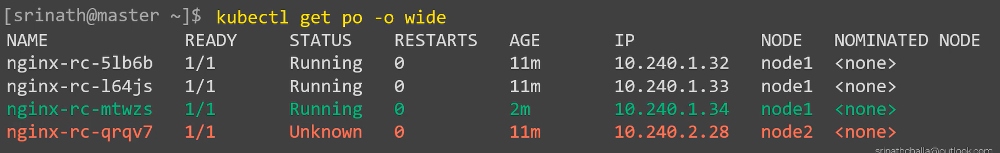 [srinath@master ~]$ kubectl get po -o wide
NAME READY STATUS RESTARTS AGE IP NODE NOMINATED NODE
nginx-rc-5lb6b 1/1 Running 0 11m 10.240.1.32 node1 <none>
nginx-rc-l64js 1/1 Running 0 11m 10.240.1.33 node1 <none>
nginx-rc-mtwzs 1/1 Running 0 2m 10.240.1.34 node1 <none>
nginx-rc-qrqv7 1/1 Unknown 0 11m 10.240.2.28 node2 <none>
srinathchalla@outlook.com